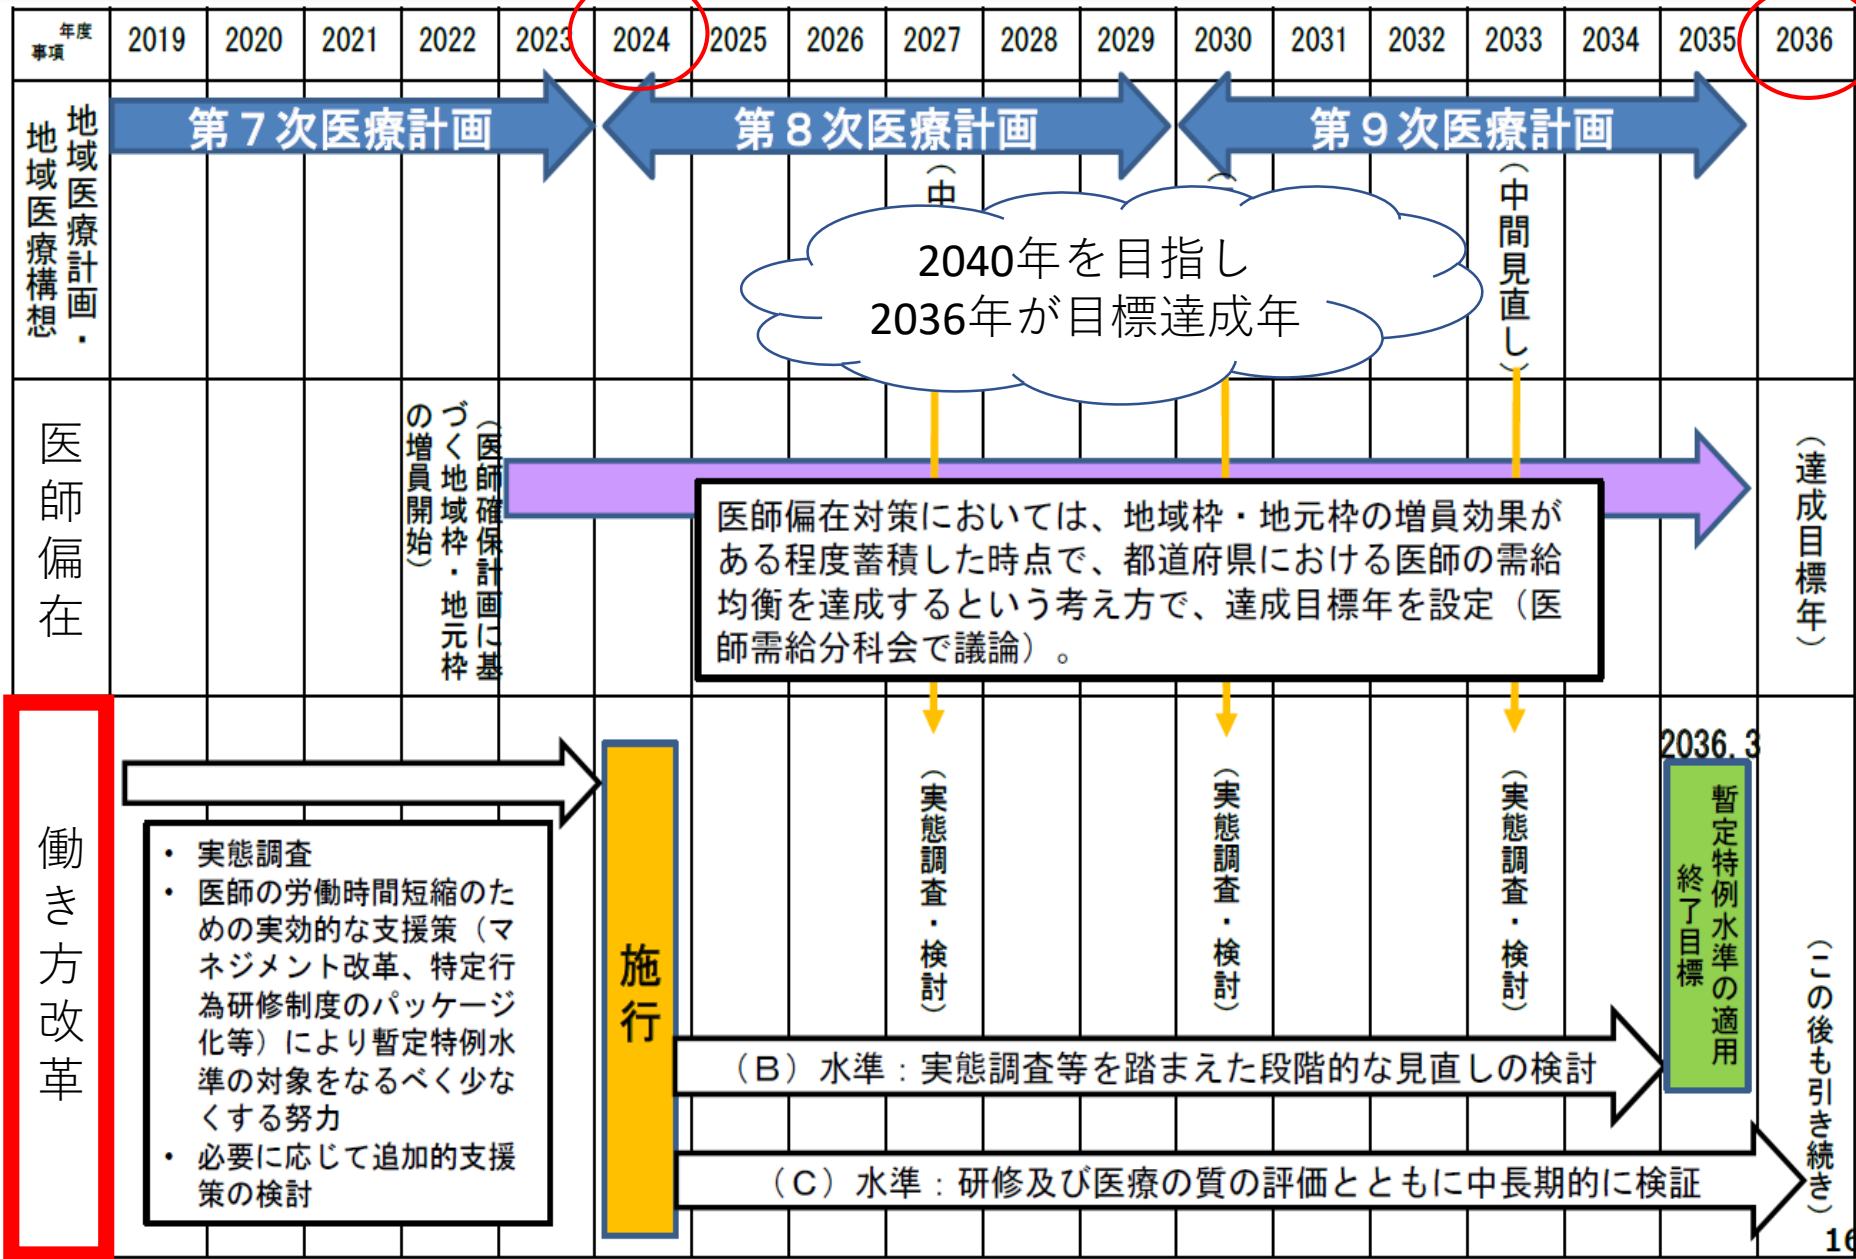 年度
事項
2019 2020 2021 2022 2023 2024 2025 2026 2027 2028 2029 2030 2031 2032 2033 2034 2035 2036
地域医療計画・
地域医療構想
第7次医療計画
第8次医療計画
第9次医療計画
（中
（
（中間見直し）
2040年を目指し
2036年が目標達成年
医師偏在
（医師確保計画に基
づく地域枠・地元枠
の増員開始）
医師偏在対策においては、地域枠・地元枠の増員効果が
ある程度蓄積した時点で、都道府県における医師の需給
均衡を達成するという考え方で、達成目標年を設定（医
師需給分科会で議論）。
（達成目標年）
働き方改革
• 実態調査
• 医師の労働時間短縮のた
めの実効的な支援策（マ
ネジメント改革、特定行
為研修制度のパッケージ
化等）により暫定特例水
準の対象をなるべく少な
くする努力
• 必要に応じて追加的支援
策の検討
施行
（実態調査・検討）
（実態調査・検討）
（実態調査・検討）
2036.3
暫定特例水準の適用
終了目標
（B）水準：実態調査等を踏まえた段階的な見直しの検討
（C）水準：研修及び医療の質の評価とともに中長期的に検証
（この後も引き続き）
16